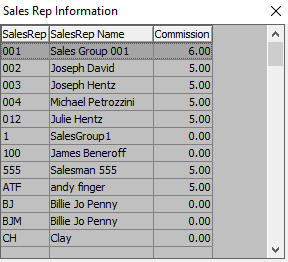 Sales Rep Information
SalesRep SalesRep Name Commission
001 Sales Group 001 6.00
002 Joseph David 5.00
003 Joseph Hentz 5.00
004 Michael Petrozzini 5.00
012 Julie Hentz 5.00
1 SalesGroup1 0.00
100 James Beneroff 0.00
555 Salesman 555 5.00
ATF andy finger 5.00
BJ Billie Jo Penny 0.00
BJM Billie Jo Penny 0.00
CH Clay 0.00